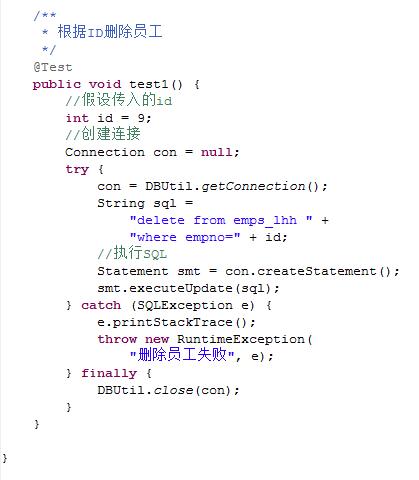 /**
 * 根据ID删除员工
 */
@Test
public void test1() {
    //假设传入的id
    int id = 9;
    //创建连接
    Connection con = null;
    try {
        con = DBUtil.getConnection();
        String sql =
            "delete from emps_lhh " +
            "where empno=" + id;
        //执行SQL
        Statement smt = con.createStatement();
        smt.executeUpdate(sql);
    } catch (SQLException e) {
        e.printStackTrace();
        throw new RuntimeException(
            "删除员工失败", e);
    } finally {
        DBUtil.close(con);
    }
}
}